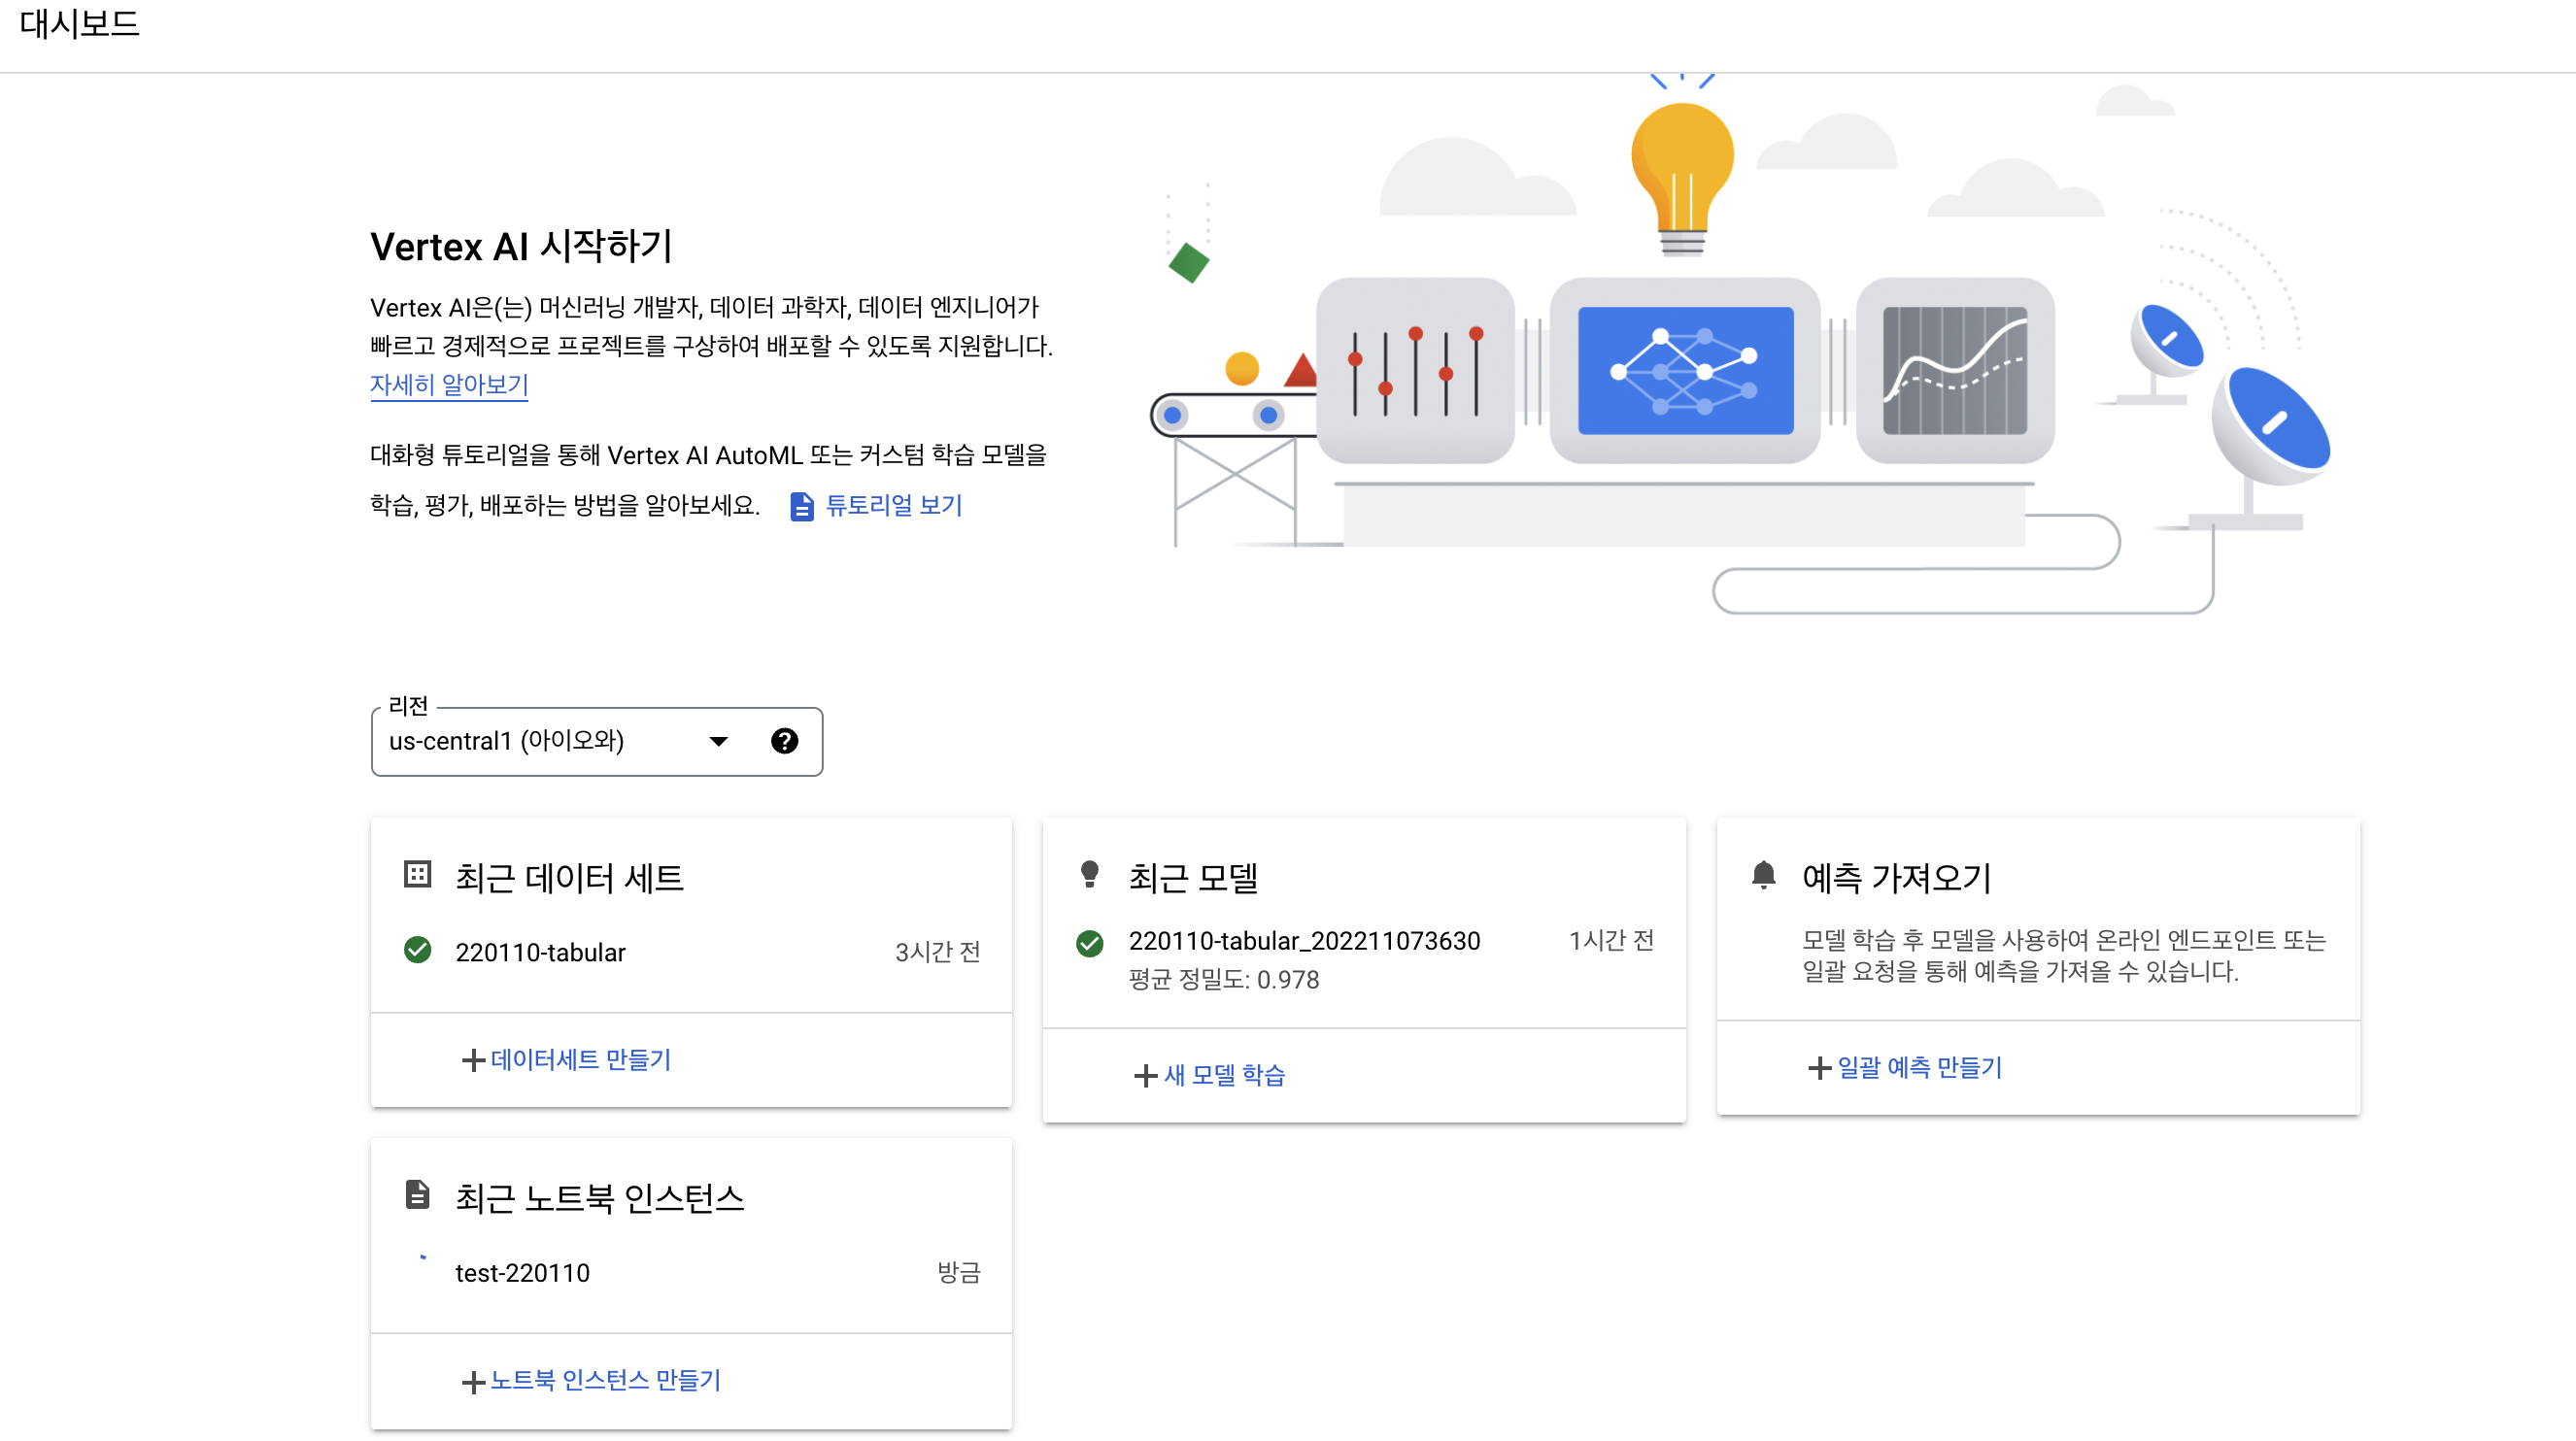 대시보드
Vertex AI 시작하기
Vertex AI은(는) 머신러닝 개발자, 데이터 과학자, 데이터 엔지니어가
빠르고 경제적으로 프로젝트를 구상하여 배포할 수 있도록 지원합니다.
자세히 알아보기
대화형 튜토리얼을 통해 Vertex AI AutoML 또는 커스텀 학습 모델을
학습, 평가, 배포하는 방법을 알아보세요. 튜토리얼 보기
리전
us-central1 (아이오와)
최근 데이터 세트
220110-tabular 3시간 전
데이터세트 만들기
최근 모델
220110-tabular_202211073630 1시간 전
평균 정밀도: 0.978
새 모델 학습
예측 가져오기
모델 학습 후 모델을 사용하여 온라인 엔드포인트 또는
일괄 요청을 통해 예측을 가져올 수 있습니다.
일괄 예측 만들기
최근 노트북 인스턴스
test-220110 방금
노트북 인스턴스 만들기